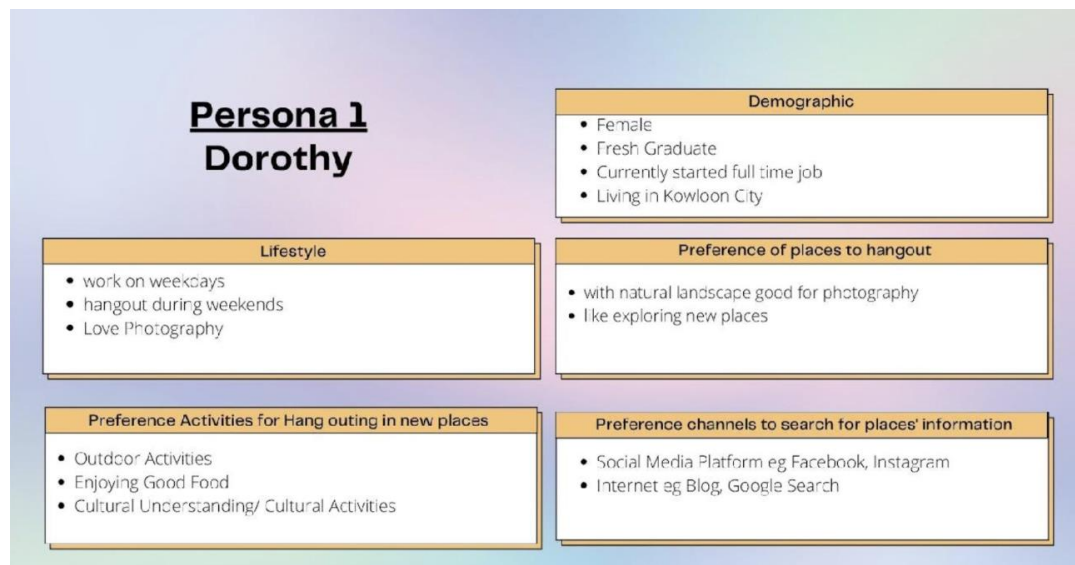 Persona 1
Dorothy
Demographic
• Female
• Fresh Graduate
• Currently started full time job
• Living in Kowloon City
Lifestyle
• work on weekdays
• hangout during weekends
• Love Photography
Preference of places to hangout
• with natural landscape good for photography
• like exploring new places
Preference Activities for Hang outing in new places
• Outdoor Activities
• Enjoying Good Food
• Cultural Understanding/ Cultural Activities
Preference channels to search for places' information
• Social Media Platform eg Facebook, Instagram
• Internet eg Blog, Google Search